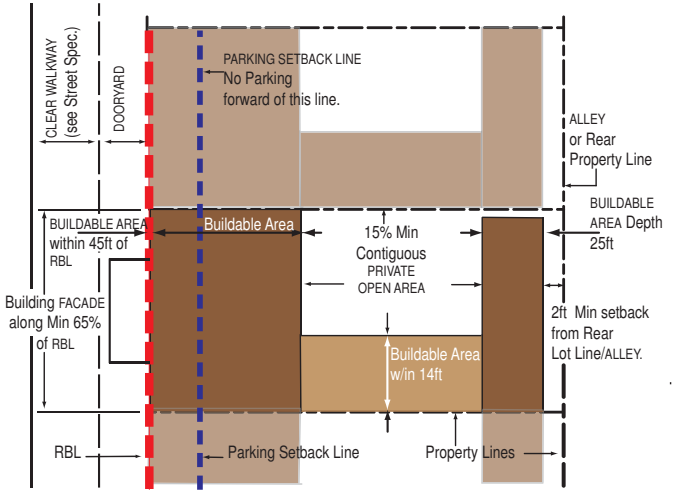 CLEAR WALKWAY
(see Street Spec.)
DOORYARD
PARKING SETBACK LINE
No Parking
forward of this line.
ALLEY
or Rear
Property Line
BUILDABLE AREA
within 45ft of
RBL
Buildable Area
15% Min
Contiguous
PRIVATE
OPEN AREA
BUILDABLE
AREA Depth
25ft
Building FACADE
along Min 65%
of RBL
2ft Min setback
from Rear
Lot Line/ALLEY.
Buildable Area
w/in 14ft
RBL
Parking Setback Line
Property Lines